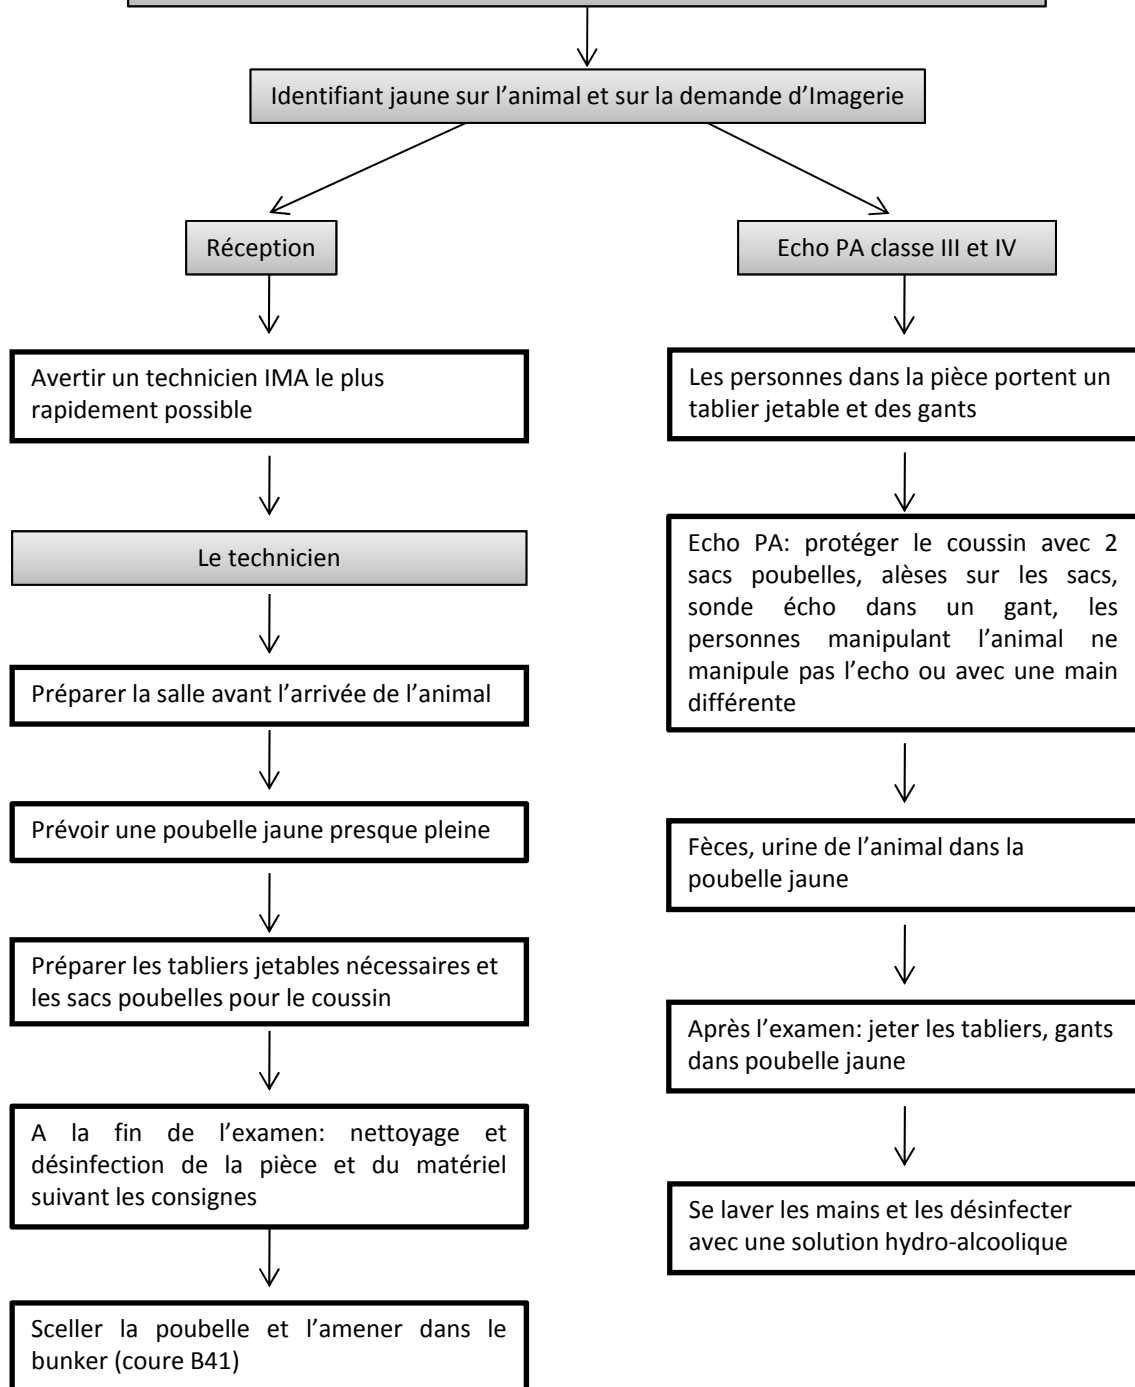 Identifiant jaune sur l’animal et sur la demande d’Imagerie
Réception
Avertir un technicien IMA le plus
rapidement possible
Le technicien
Préparer la salle avant l’arrivée de l’animal
Prévoir une poubelle jaune presque pleine
Préparer les tabliers jetables nécessaires et
les sacs poubelles pour le coussin
A la fin de l’examen: nettoyage et
désinfection de la pièce et du matériel
suivant les consignes
Sceller la poubelle et l’amener dans le
bunker (coure B41)
Echo PA classe III et IV
Les personnes dans la pièce portent un
tablier jetable et des gants
Echo PA: protéger le coussin avec 2
sacs poubelles, alèses sur les sacs,
sonde écho dans un gant, les
personnes manipulant l’animal ne
manipule pas l’echo ou avec une main
différente
Fèces, urine de l’animal dans la
poubelle jaune
Après l’examen: jeter les tabliers, gants
dans poubelle jaune
Se laver les mains et les désinfecter
avec une solution hydro-alcoolique